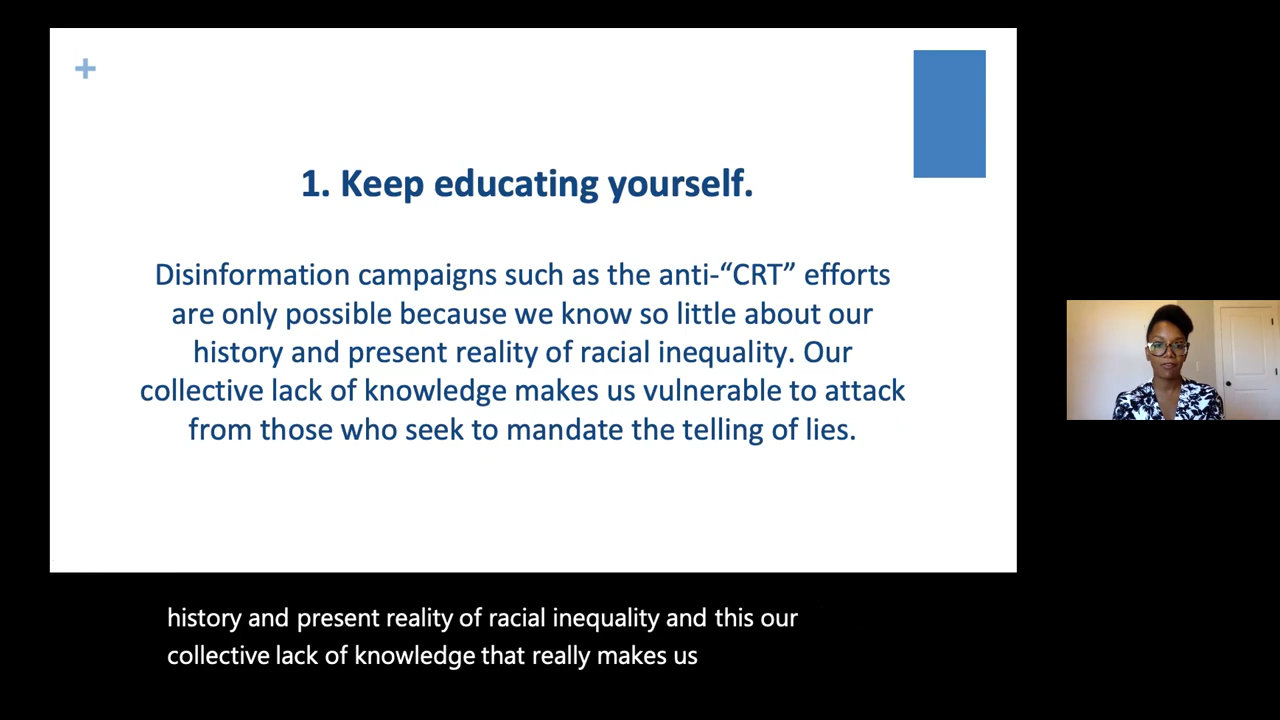 +
1. Keep educating yourself.
Disinformation campaigns such as the anti-“CRT” efforts
are only possible because we know so little about our
history and present reality of racial inequality. Our
collective lack of knowledge makes us vulnerable to attack
from those who seek to mandate the telling of lies.
history and present reality of racial inequality and this our
collective lack of knowledge that really makes us